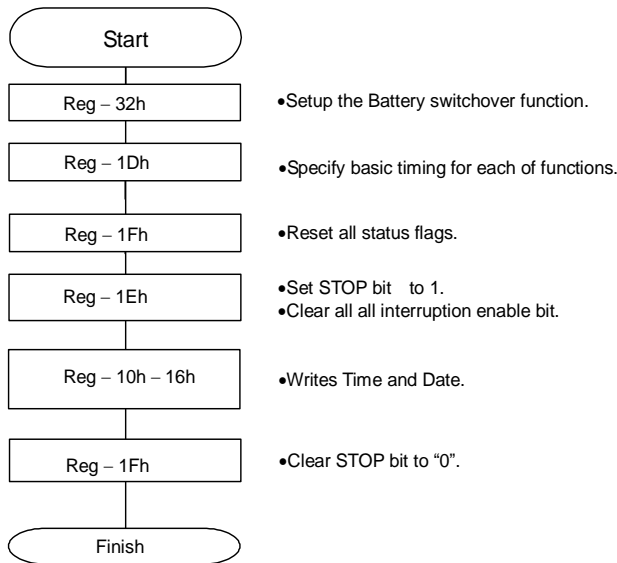 Start
Reg – 32h
•Setup the Battery switchover function.
Reg – 1Dh
•Specify basic timing for each of functions.
Reg – 1Fh
•Reset all status flags.
Reg – 1Eh
•Set STOP bit to 1.
•Clear all all interruption enable bit.
Reg – 10h – 16h
•Writes Time and Date.
Reg – 1Fh
•Clear STOP bit to “0”.
Finish